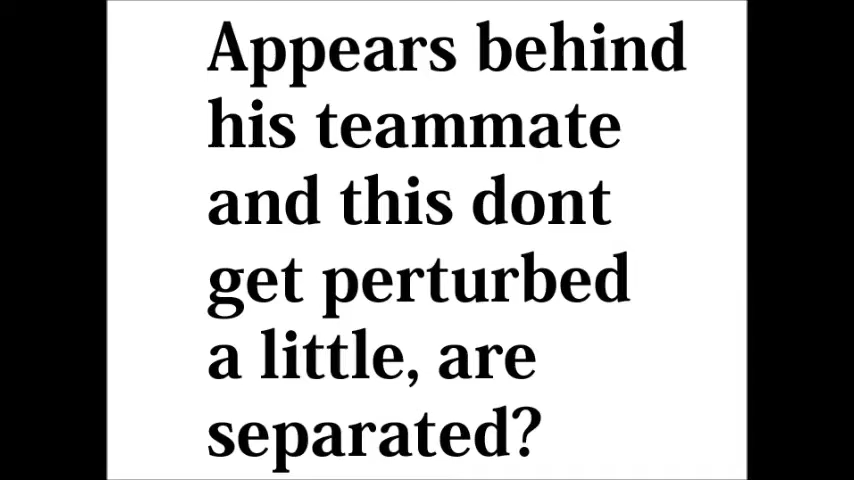 Appears behind
his teammate
and this dont
get perturbed
a little, are
separated?